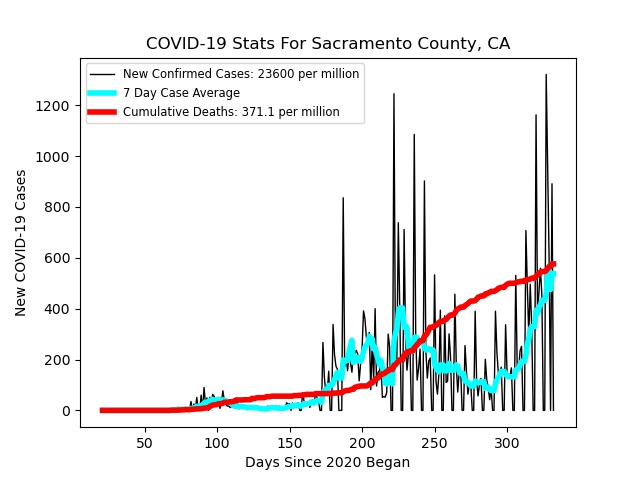 COVID-19 Stats For Sacramento County, CA
New Confirmed Cases: 23600 per million
7 Day Case Average
Cumulative Deaths: 371.1 per million
New COVID-19 Cases
1200
1000
800
600
400
200
0
50 100 150 200 250 300
Days Since 2020 Began